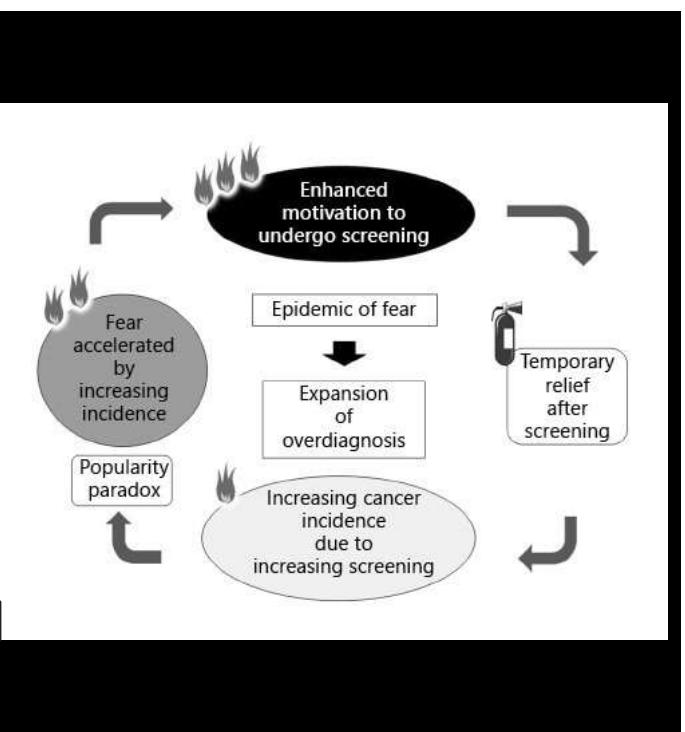 Enhanced
motivation to
undergo screening
Epidemic of fear
Fear
accelerated
by
increasing
incidence
Expansion
of
overdiagnosis
Temporary
relief
after
screening
Popularity
paradox
Increasing cancer
incidence
due to
increasing screening